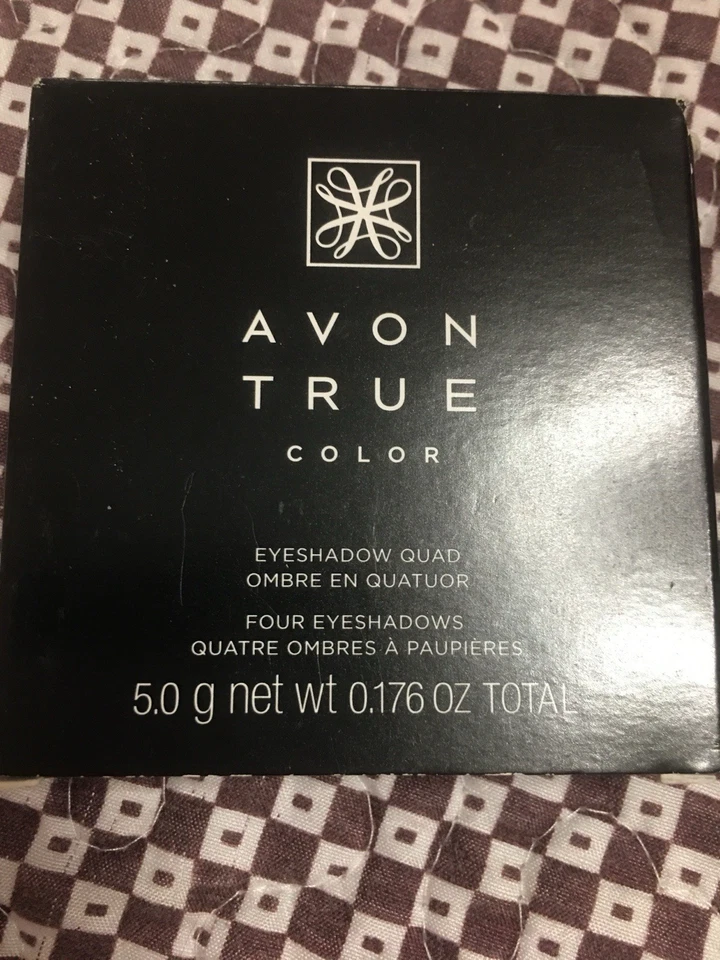 AVON
TRUE
COLOR
EYESHADOW QUAD
OMBRE EN QUATUOR
FOUR EYESHADOWS
QUATRE OMBRES À PAUPIÈRES
5.0 g net wt 0.176 OZ TOTAL